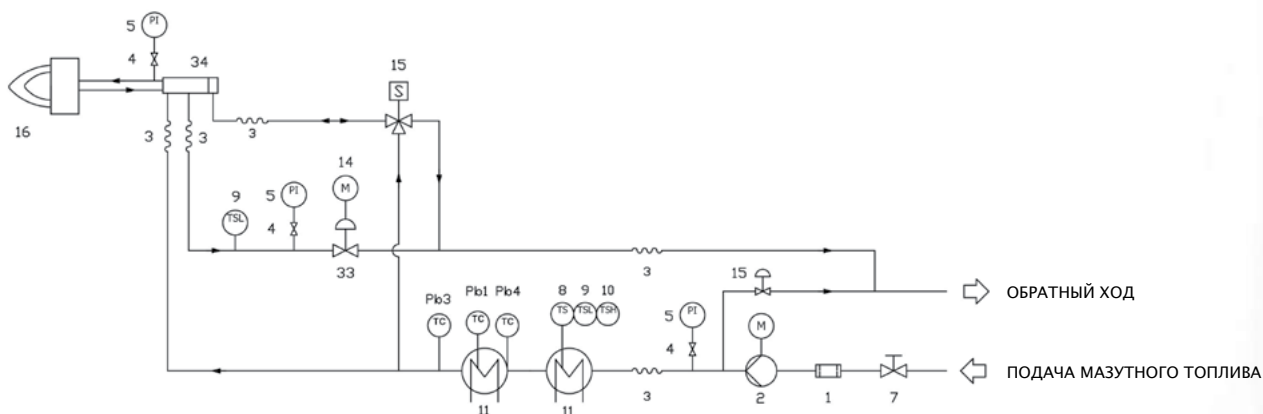 5 PI
4
34
15
S
16
3
3
3
14
M
9
TSL
5 PI
4
33
3
15
ОБРАТНЫЙ ХОД
Pb3
Pb1
Pb4
8
9
10
TC
TC
TC
TS
TSL
TSH
5 PI
4
M
ПОДАЧА МАЗУТНОГО ТОПЛИВА
11
11
3
2
1
7